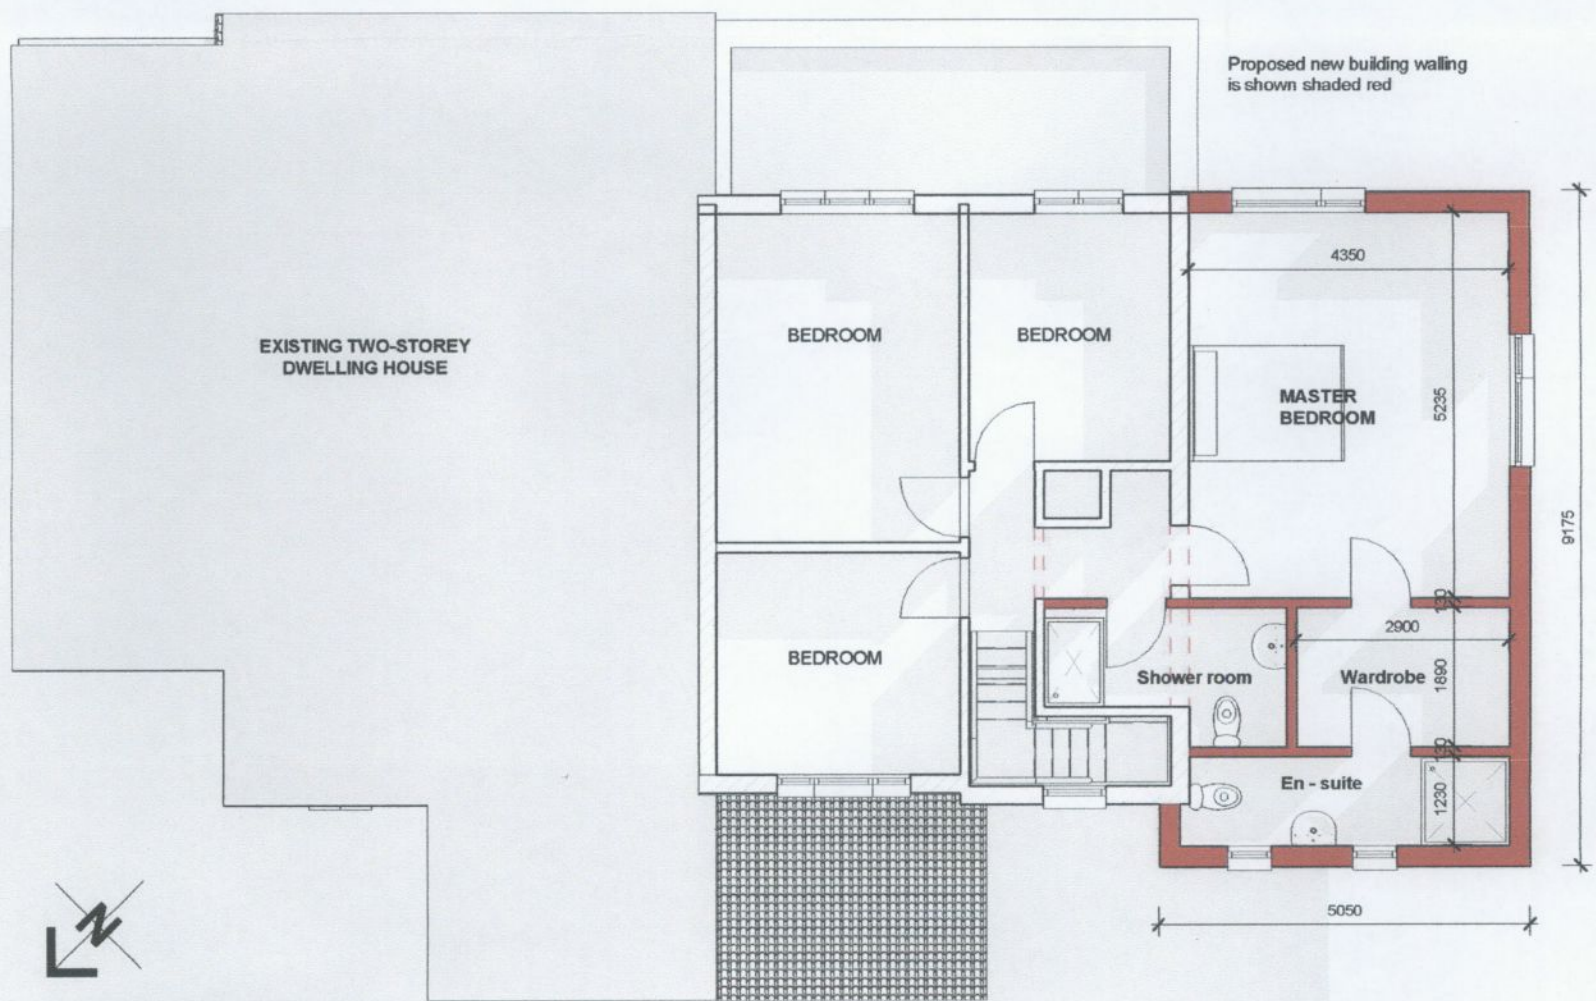 Proposed new building walling
is shown shaded red
4350
EXISTING TWO-STOREY
DWELLING HOUSE
BEDROOM
BEDROOM
MASTER
BEDROOM
5235
9175
130
2900
BEDROOM
Shower room
Wardrobe
1890
130
En - suite
1230
N
5050